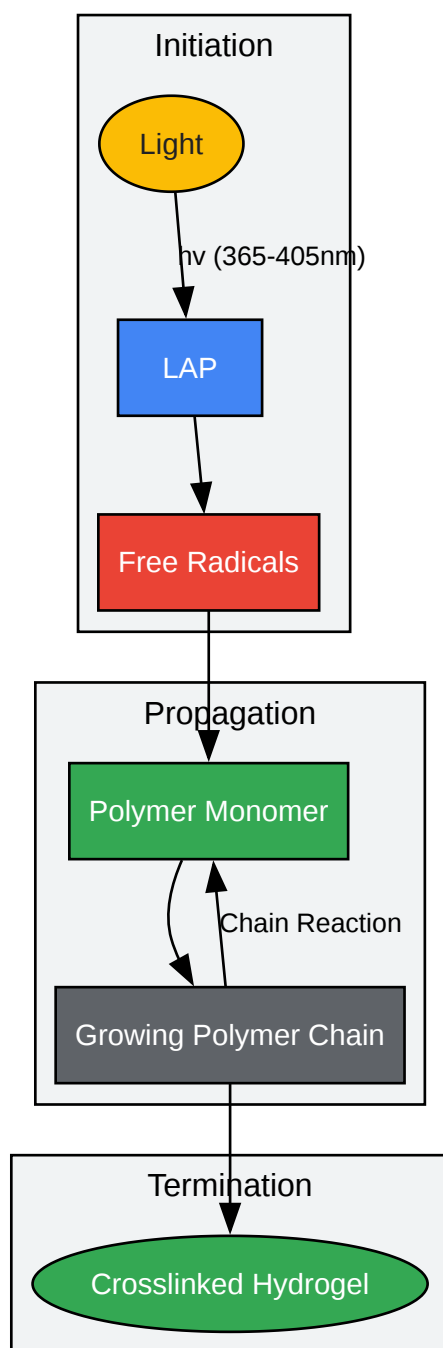 Initiation
Light
hv (365-405nm)
LAP
Free Radicals
Propagation
Polymer Monomer
Chain Reaction
Growing Polymer Chain
Termination
Crosslinked Hydrogel